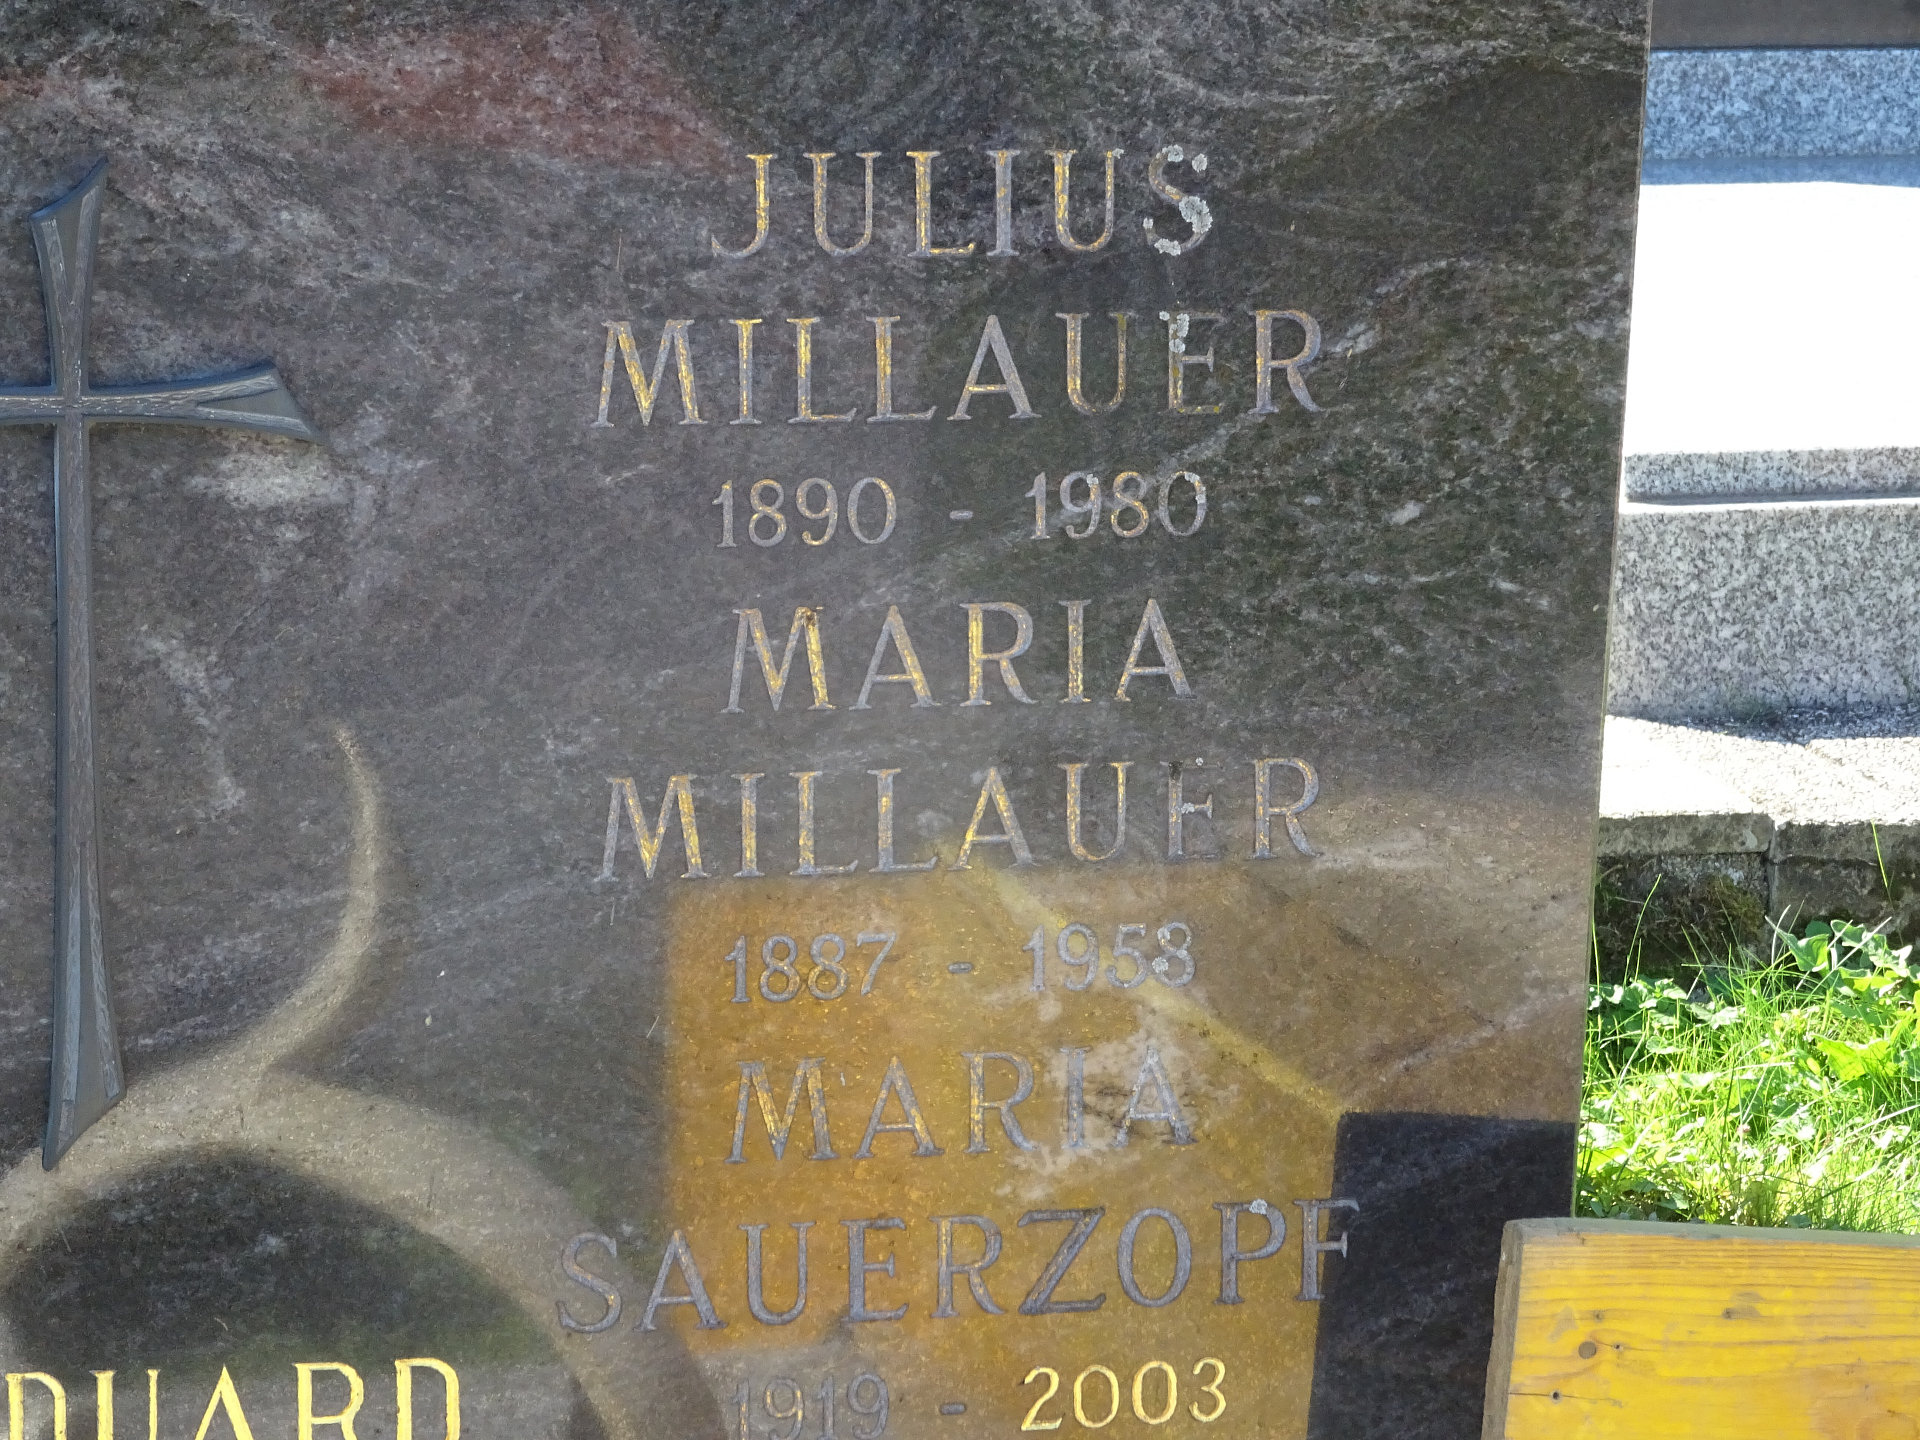 JULIUS
MILLAUER
1890 - 1980
MARIA
MILLAUER
1887 - 1958
MARIA
SAUERZOPF
1919 - 2003